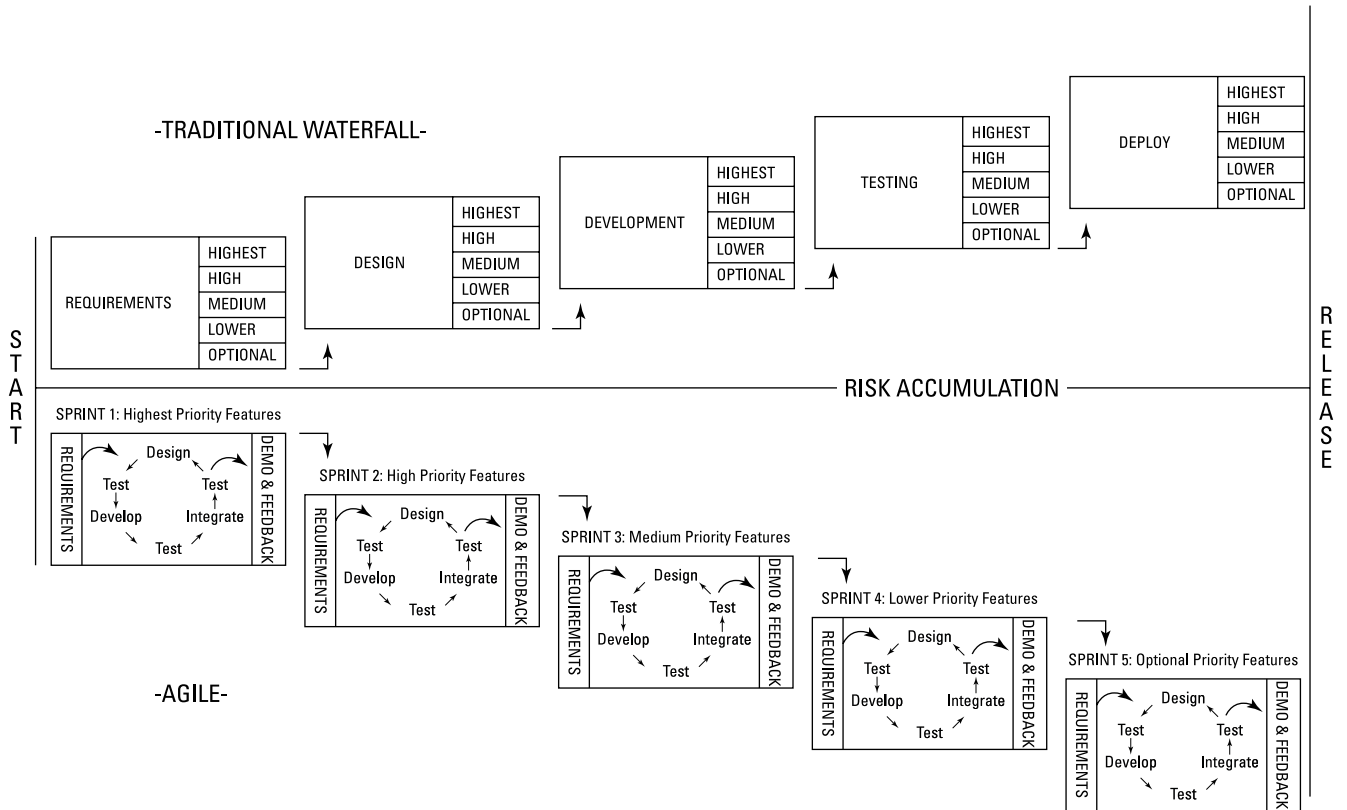 -TRADITIONAL WATERFALL-
START
REQUIREMENTS
HIGHEST
HIGH
MEDIUM
LOWER
OPTIONAL
DESIGN
HIGHEST
HIGH
MEDIUM
LOWER
OPTIONAL
DEVELOPMENT
HIGHEST
HIGH
MEDIUM
LOWER
OPTIONAL
TESTING
HIGHEST
HIGH
MEDIUM
LOWER
OPTIONAL
DEPLOY
HIGHEST
HIGH
MEDIUM
LOWER
OPTIONAL
RELEASE
RISK ACCUMULATION
SPRINT 1: Highest Priority Features
REQUIREMENTS
Design
Test
Develop
Test
Integrate
Test
DEMO & FEEDBACK
SPRINT 2: High Priority Features
REQUIREMENTS
Design
Test
Develop
Test
Integrate
Test
DEMO & FEEDBACK
SPRINT 3: Medium Priority Features
REQUIREMENTS
Design
Test
Develop
Test
Integrate
Test
DEMO & FEEDBACK
SPRINT 4: Lower Priority Features
REQUIREMENTS
Design
Test
Develop
Test
Integrate
Test
DEMO & FEEDBACK
SPRINT 5: Optional Priority Features
REQUIREMENTS
Design
Test
Develop
Test
Integrate
Test
DEMO & FEEDBACK
-AGILE-